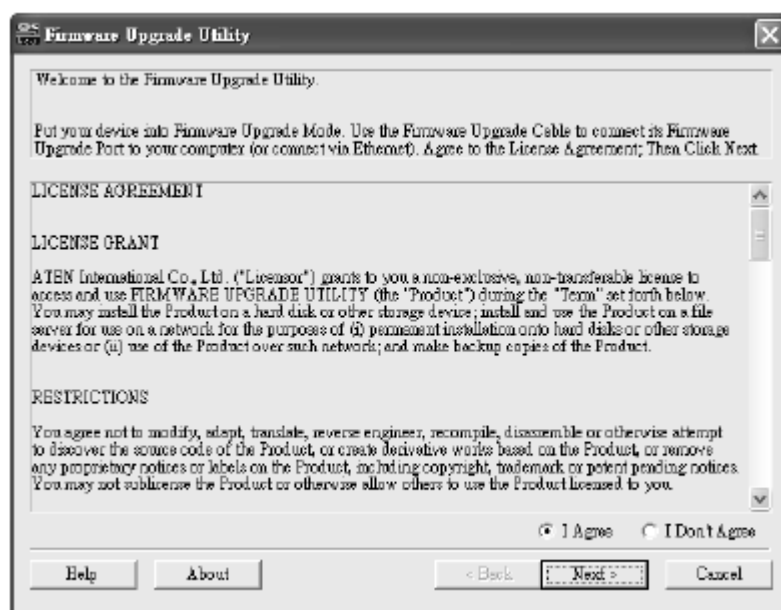 Firmware Upgrade Utility
Welcome to the Firmware Upgrade Utility.
Put your device into Firmware Upgrade Mode. Use the Firmware Upgrade Cable to connect its Firmware
Upgrade Port to your computer (or connect via Ethernet). Agree to the License Agreement; Then Click Next
LICENSE AGREEMENT
LICENSE GRANT
ATEN International Co., Ltd. ("Licensor") grants to you a non-exclusive, non-transferable license to
access and use FIRMWARE UPGRADE UTILITY (the "Product") during the "Term" set forth below.
You may install the Product on a hard disk or other storage device; install and use the Product on a file
server for use on a network for the purposes of (i) permanent installation onto hard disks or other storage
devices or (ii) use of the Product over such network; and make backup copies of the Product.
RESTRICTIONS
You agree not to modify, adapt, translate, reverse engineer, recompile, disassemble or otherwise attempt
to discover the source code of the Product, or create derivative works based on the Product, or remove
any proprietary notices or labels on the Product, including copyright, trademark or patent pending notices.
You may not sublicense the Product or otherwise allow others to use the Product licensed to you.
I Agree I Don't Agree
Help About < Back Next > Cancel